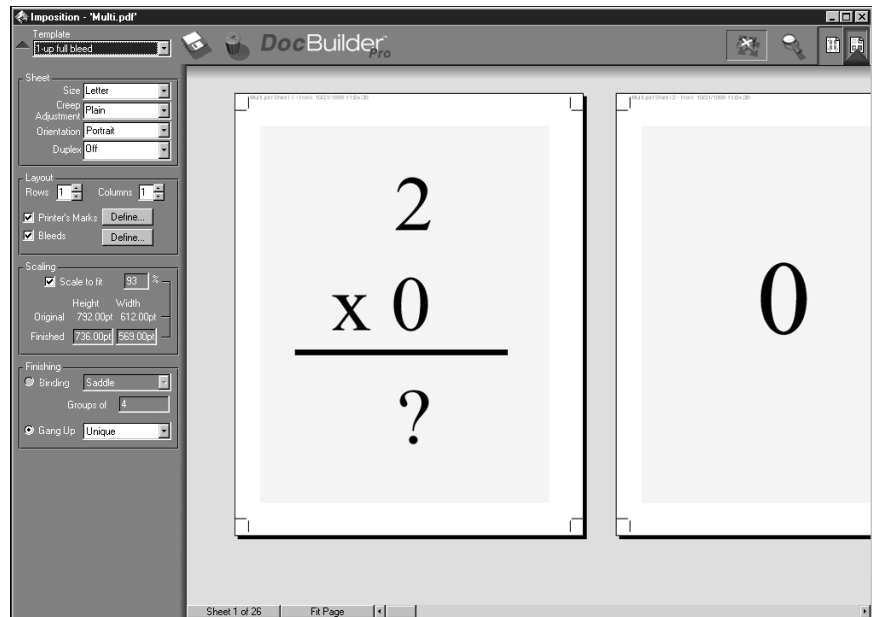 Imposition - 'Multi.pdf'
Template
1-up full bleed
DocBuilder™
Pro
Sheet
Size Letter
Creep Adjustment Plain
Orientation Portrait
Duplex Off
Layout
Rows 1 Columns 1
Printer's Marks Define...
Bleeds Define...
Scaling
Scale to fit 93 %
Height Width
Original 792.00pt 612.00pt
Finished 736.00pt 569.00pt
Finishing
Binding Saddle
Groups of 4
Gang Up Unique
2
x 0
?
0
Sheet 1 of 26 Fit Page